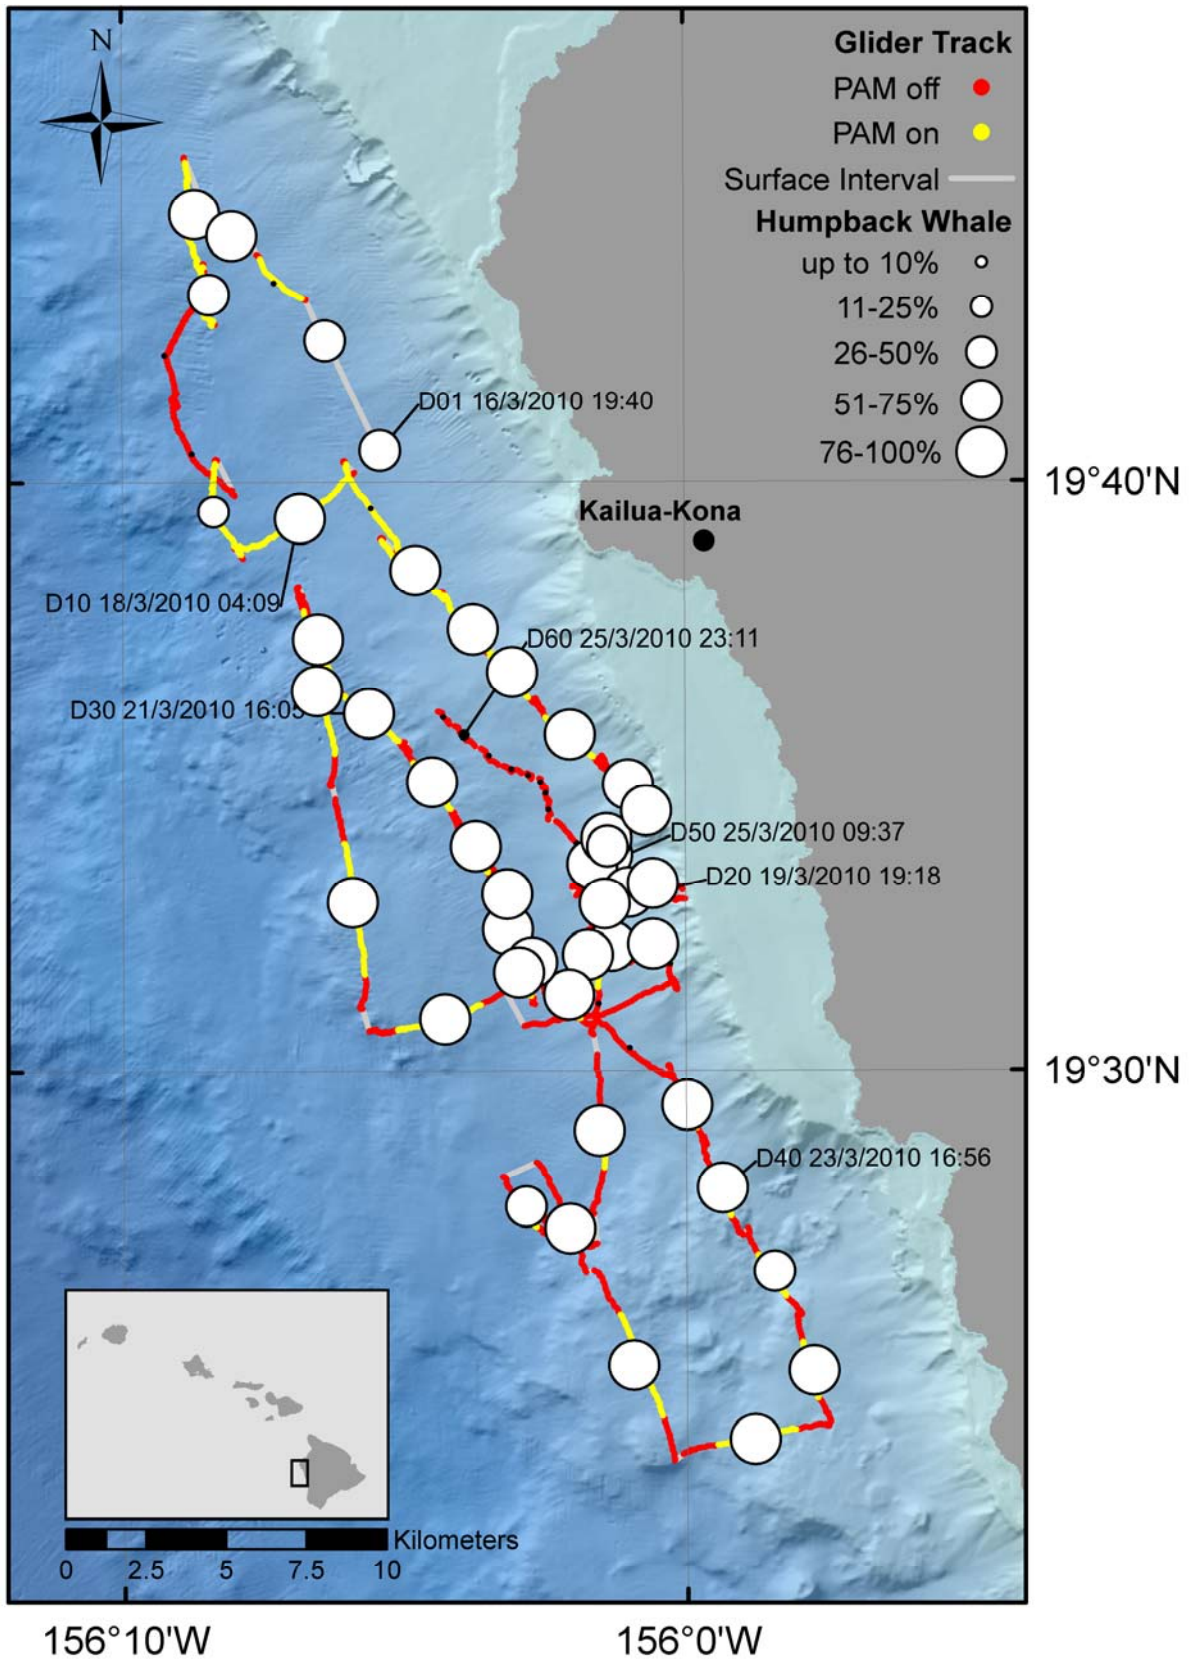 N
Glider Track
PAM off
PAM on
Surface Interval
Humpback Whale
up to 10%
11-25%
26-50%
51-75%
76-100%
D01 16/3/2010 19:40
19°40'N
Kailua-Kona
D10 18/3/2010 04:09
D60 25/3/2010 23:11
D30 21/3/2010 16:05
D50 25/3/2010 09:37
D20 19/3/2010 19:18
19°30'N
D40 23/3/2010 16:56
Kilometers
0 2.5 5 7.5 10
156°10'W 156°0'W